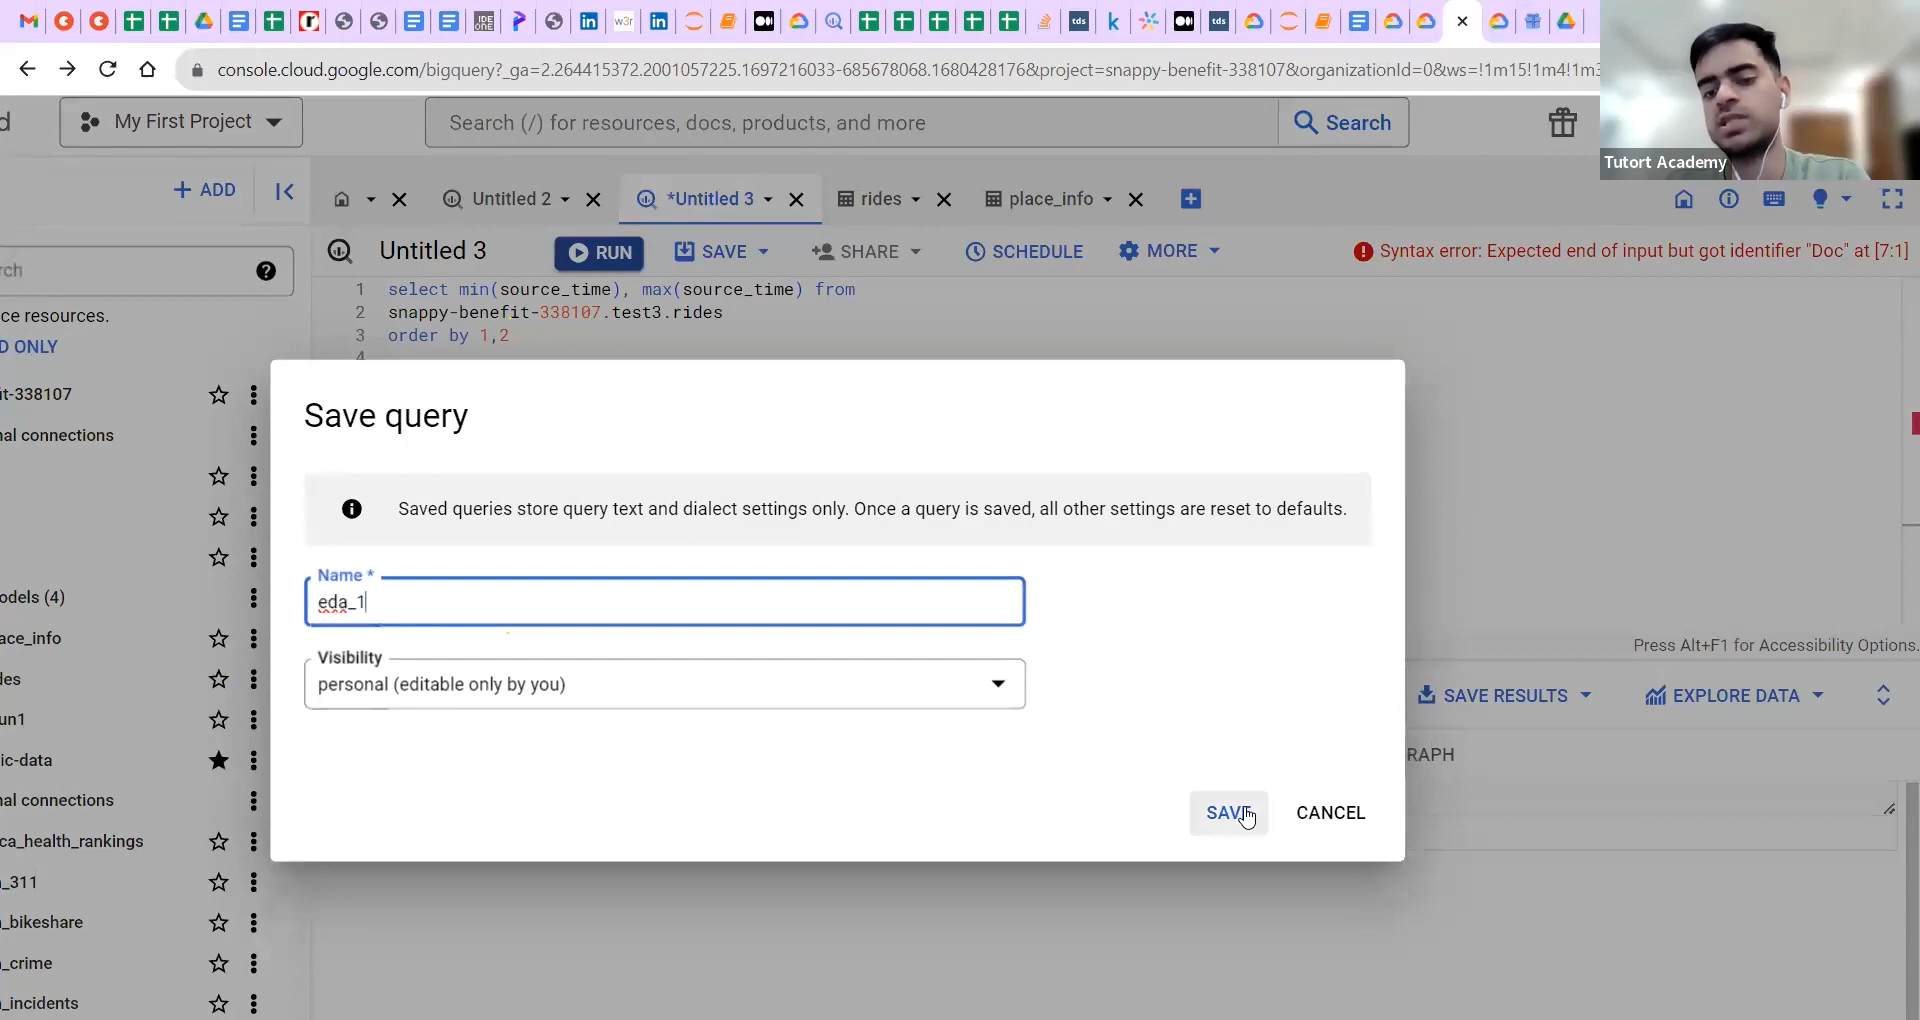 console.cloud.google.com/bigquery?_ga=2.264415372.2001057225.1697216033-685678068.1680428176&project=snappy-benefit-338107&organizationId=0&ws=!1m15!1m4!1m3
Tutort Academy
My First Project
Search (/) for resources, docs, products, and more
Search
+ ADD
Untitled 2
*Untitled 3
rides
place_info
Untitled 3
RUN
SAVE
SHARE
SCHEDULE
MORE
Syntax error: Expected end of input but got identifier "Doc" at [7:1]
rch
ce resources.
D ONLY
it-338107
nal connections
odels (4)
ace_info
des
un1
ic-data
nal connections
ca_health_rankings
_311
_bikeshare
_crime
_incidents
1 select min(source_time), max(source_time) from
2 snappy-benefit-338107.test3.rides
3 order by 1,2
4
Save query
Saved queries store query text and dialect settings only. Once a query is saved, all other settings are reset to defaults.
Name *
eda_1
Visibility
personal (editable only by you)
SAVE
CANCEL
Press Alt+F1 for Accessibility Options.
SAVE RESULTS
EXPLORE DATA
RAPH